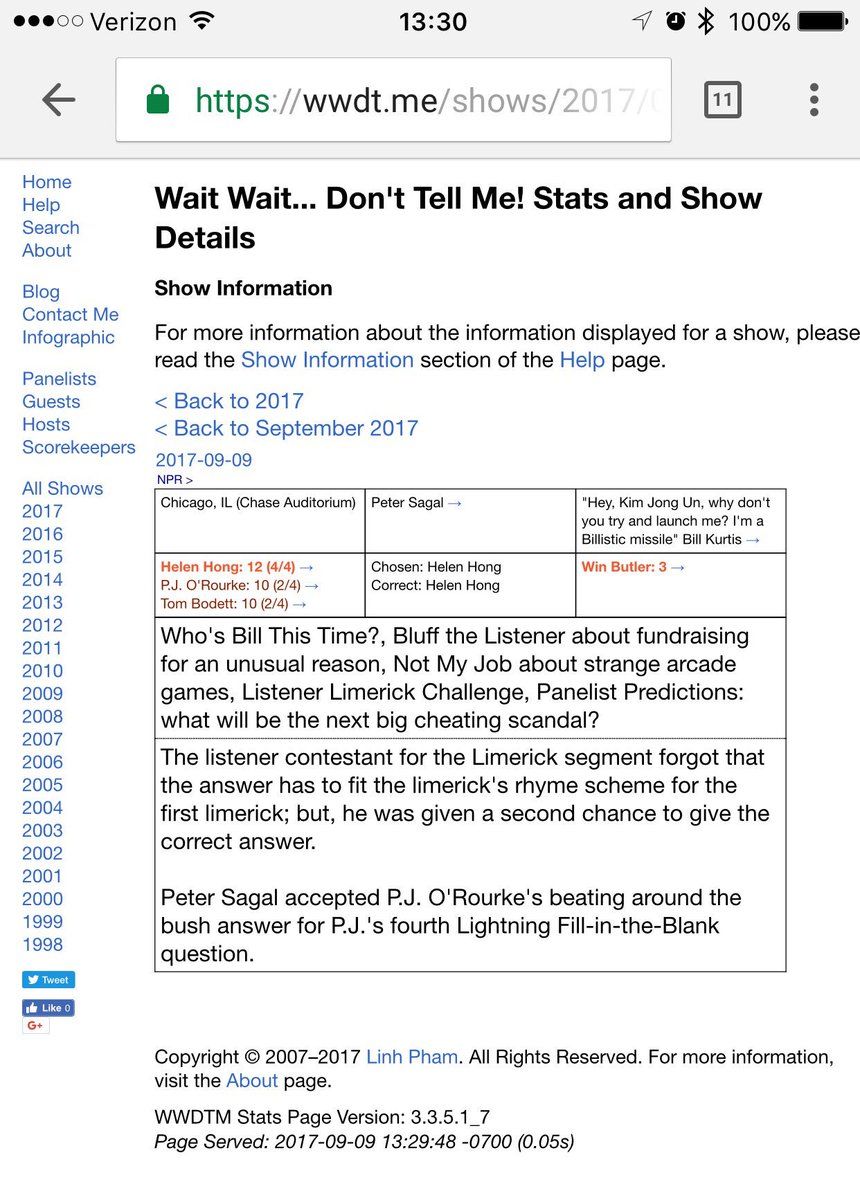 Verizon 13:30 100%
https://wwdt.me/shows/2017/ 11
Home
Help
Search
About
Blog
Contact Me
Infographic
Panelists
Guests
Hosts
Scorekeepers
All Shows
2017
2016
2015
2014
2013
2012
2011
2010
2009
2008
2007
2006
2005
2004
2003
2002
2001
2000
1999
1998
Tweet
Like 0
G+
Wait Wait... Don't Tell Me! Stats and Show
Details
Show Information
For more information about the information displayed for a show, please
read the Show Information section of the Help page.
< Back to 2017
< Back to September 2017
2017-09-09
NPR >
Chicago, IL (Chase Auditorium)
Peter Sagal →
"Hey, Kim Jong Un, why don't
you try and launch me? I'm a
Billistic missile" Bill Kurtis →
Helen Hong: 12 (4/4) →
P.J. O'Rourke: 10 (2/4) →
Tom Bodett: 10 (2/4) →
Chosen: Helen Hong
Correct: Helen Hong
Win Butler: 3 →
Who's Bill This Time?, Bluff the Listener about fundraising
for an unusual reason, Not My Job about strange arcade
games, Listener Limerick Challenge, Panelist Predictions:
what will be the next big cheating scandal?
The listener contestant for the Limerick segment forgot that
the answer has to fit the limerick's rhyme scheme for the
first limerick; but, he was given a second chance to give the
correct answer.
Peter Sagal accepted P.J. O'Rourke's beating around the
bush answer for P.J.'s fourth Lightning Fill-in-the-Blank
question.
Copyright © 2007–2017 Linh Pham. All Rights Reserved. For more information,
visit the About page.
WWDTM Stats Page Version: 3.3.5.1_7
Page Served: 2017-09-09 13:29:48 -0700 (0.05s)